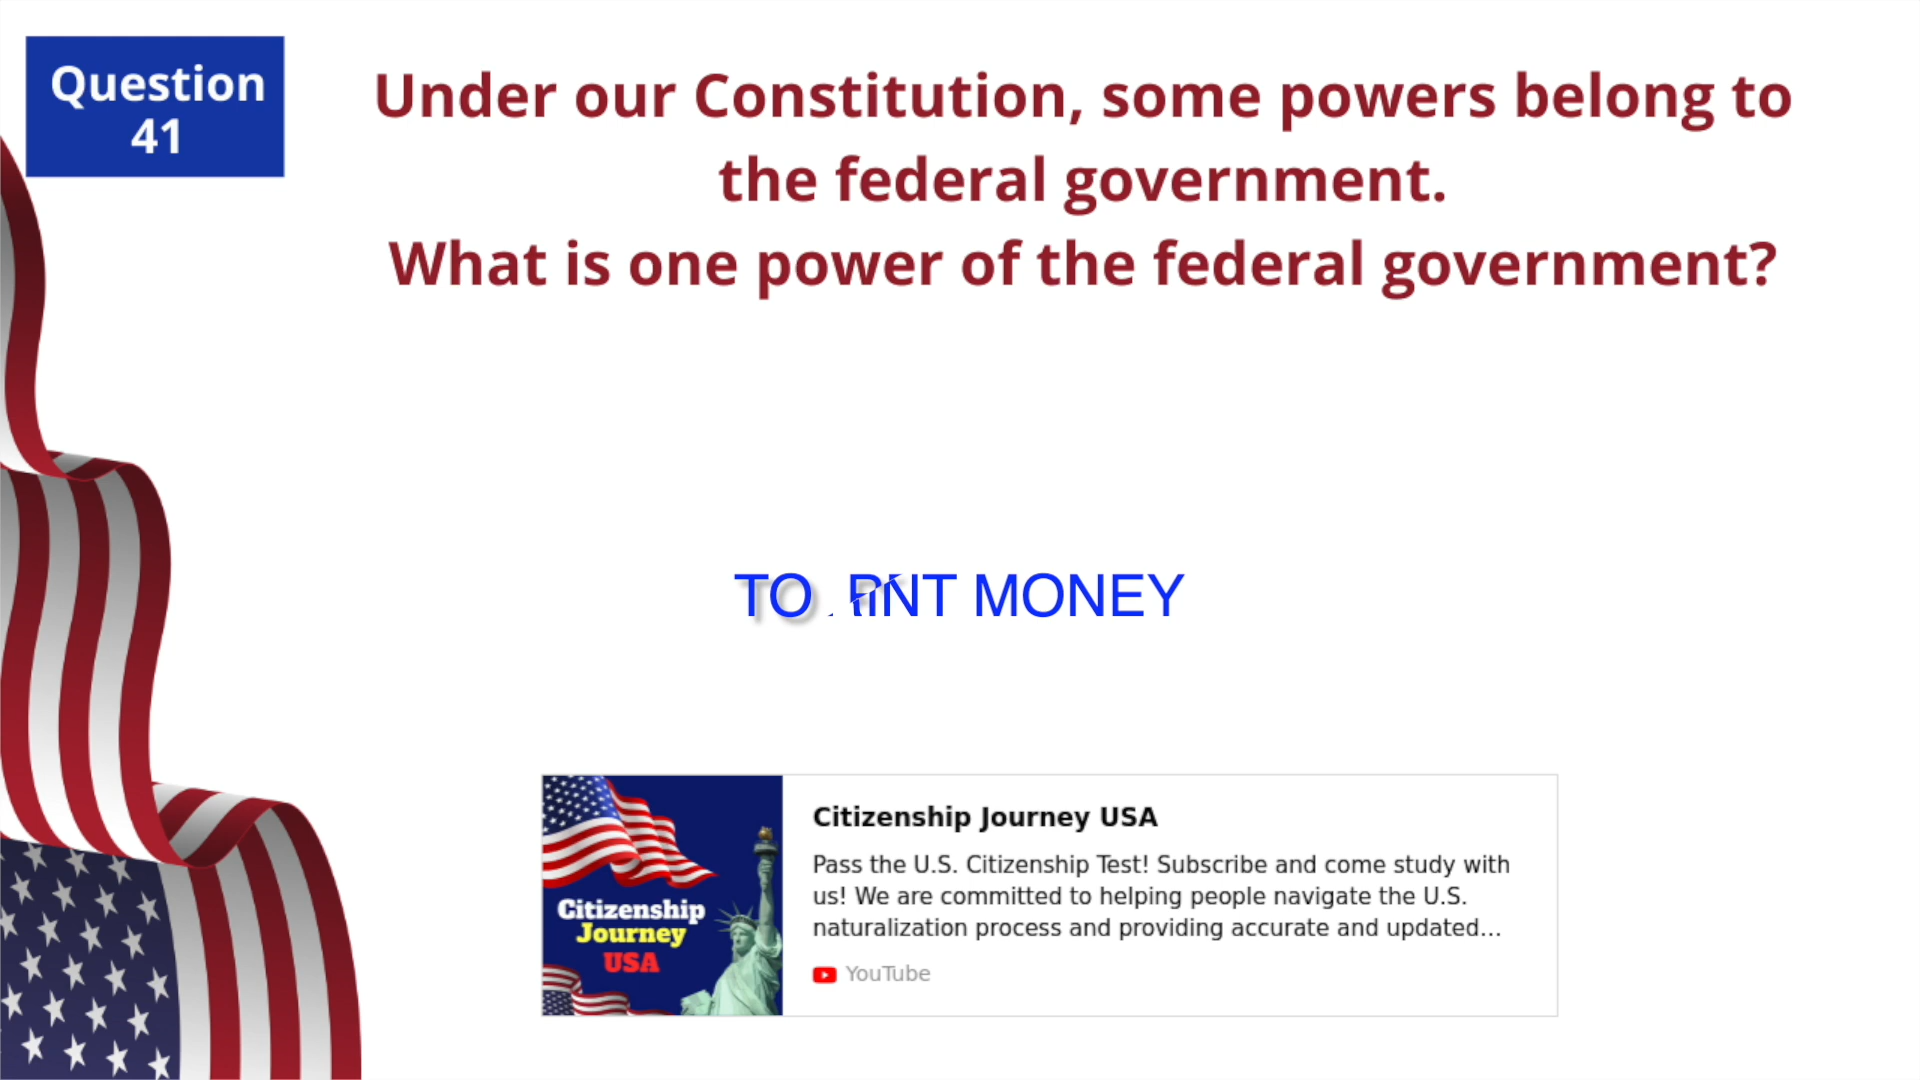 Question
41
Under our Constitution, some powers belong to
the federal government.
What is one power of the federal government?
TO MONEY
Citizenship Journey USA
Pass the U.S. Citizenship Test! Subscribe and come study with
us! We are committed to helping people navigate the U.S.
naturalization process and providing accurate and updated...
YouTube
Citizenship
Journey
USA